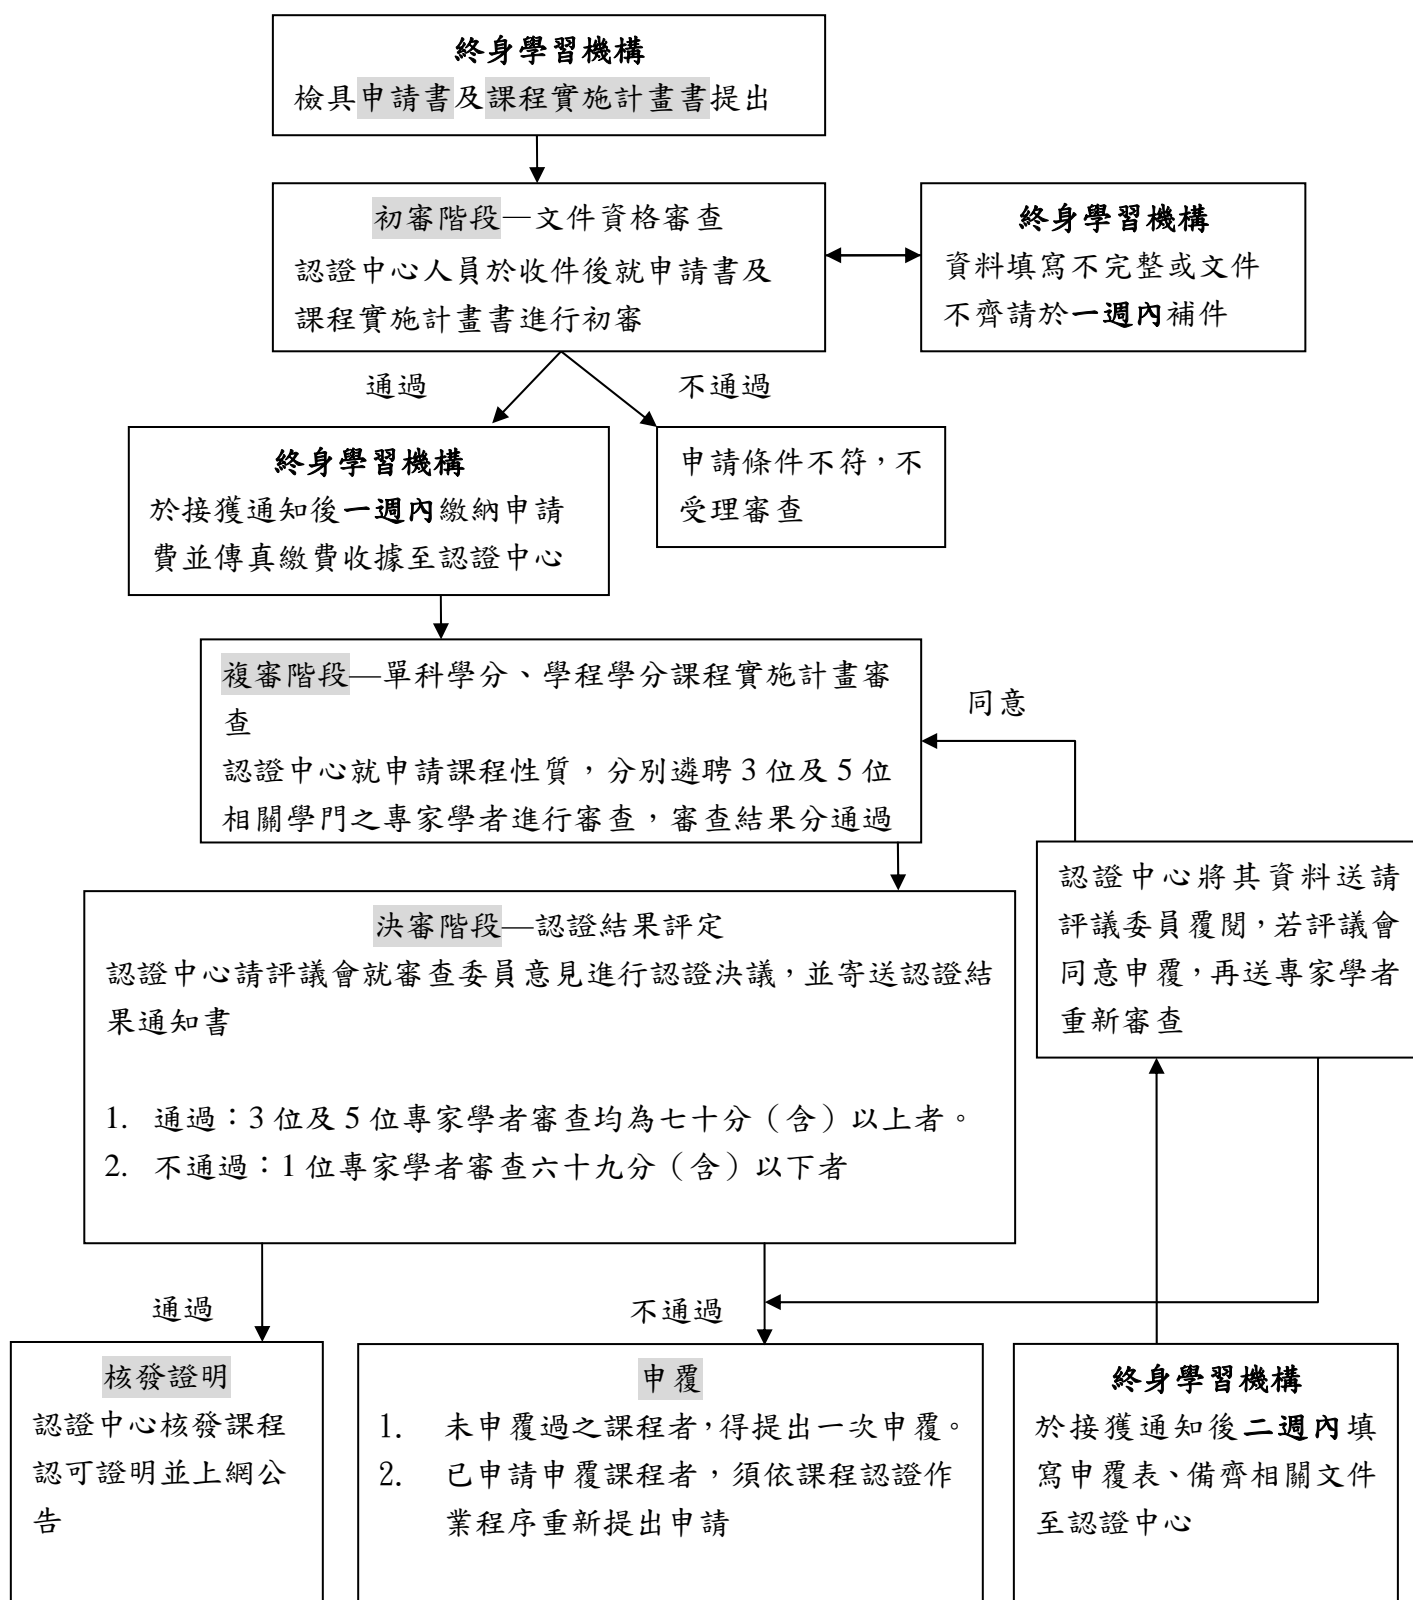 終身學習機構
檢具申請書及課程實施計畫書提出
初審階段—文件資格審查
認證中心人員於收件後就申請書及
課程實施計畫書進行初審
終身學習機構
資料填寫不完整或文件
不齊請於一週內補件
通過
不通過
終身學習機構
於接獲通知後一週內繳納申請
費並傳真繳費收據至認證中心
申請條件不符，不
受理審查
複審階段—單科學分、學程學分課程實施計畫審
查
認證中心就申請課程性質，分別遴聘 3 位及 5 位
相關學門之專家學者進行審查，審查結果分通過
同意
認證中心將其資料送請
評議委員覆閱，若評議會
同意申覆，再送專家學者
重新審查
決審階段—認證結果評定
認證中心請評議會就審查委員意見進行認證決議，並寄送認證結
果通知書
1. 通過：3 位及 5 位專家學者審查均為七十分（含）以上者。
2. 不通過：1 位專家學者審查六十九分（含）以下者
通過
不通過
核發證明
認證中心核發課程
認可證明並上網公
告
申覆
1. 未申覆過之課程者，得提出一次申覆。
2. 已申請申覆課程者，須依課程認證作
業程序重新提出申請
終身學習機構
於接獲通知後二週內填
寫申覆表、備齊相關文件
至認證中心